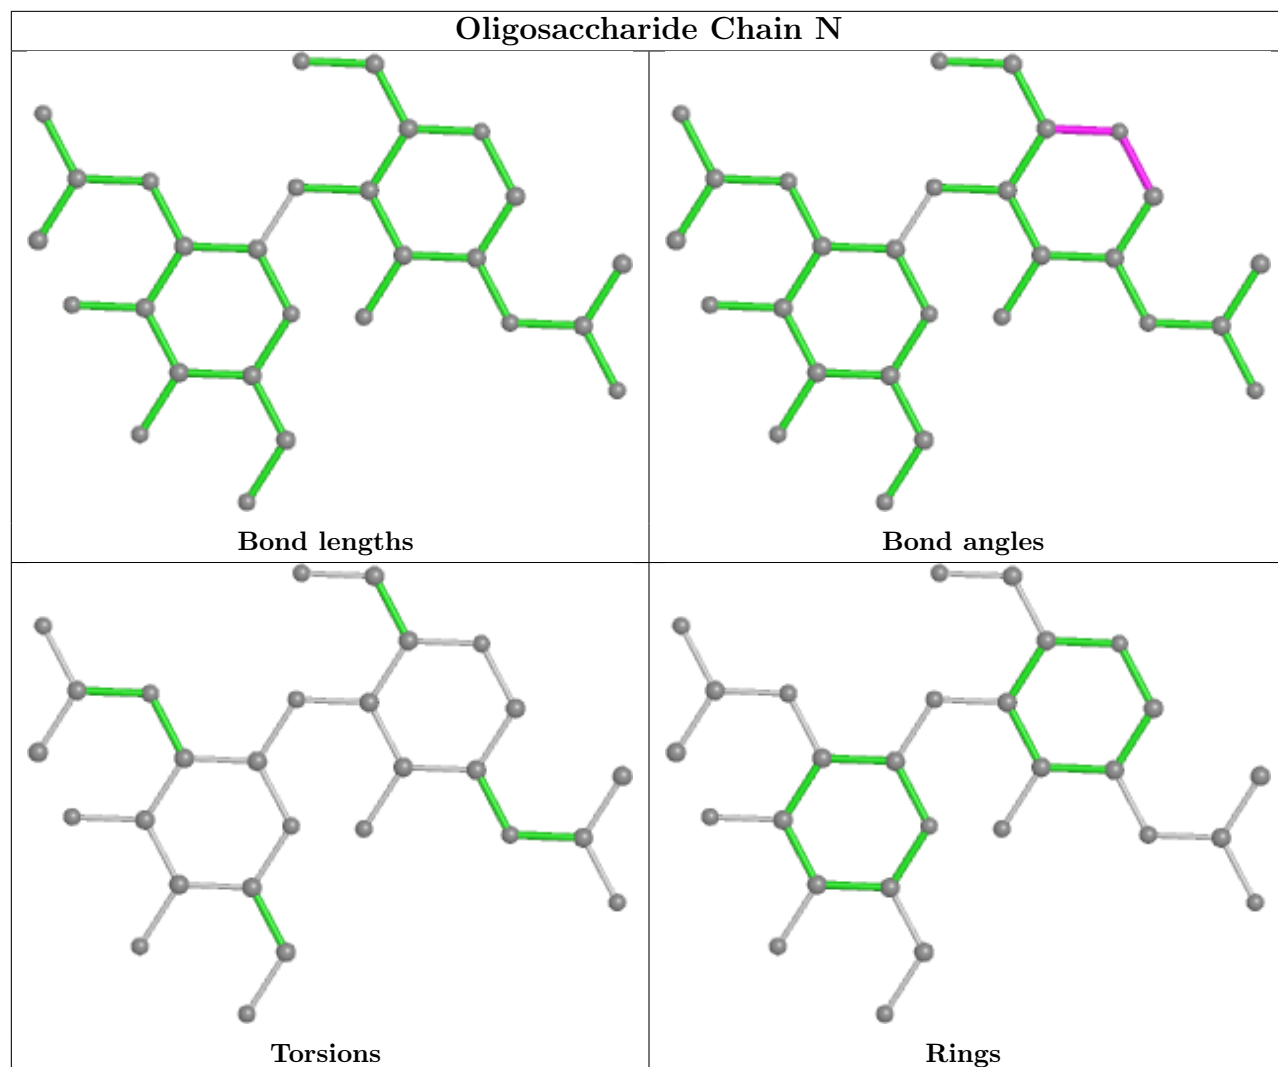 Oligosaccharide Chain N
Bond lengths
Bond angles
Torsions
Rings